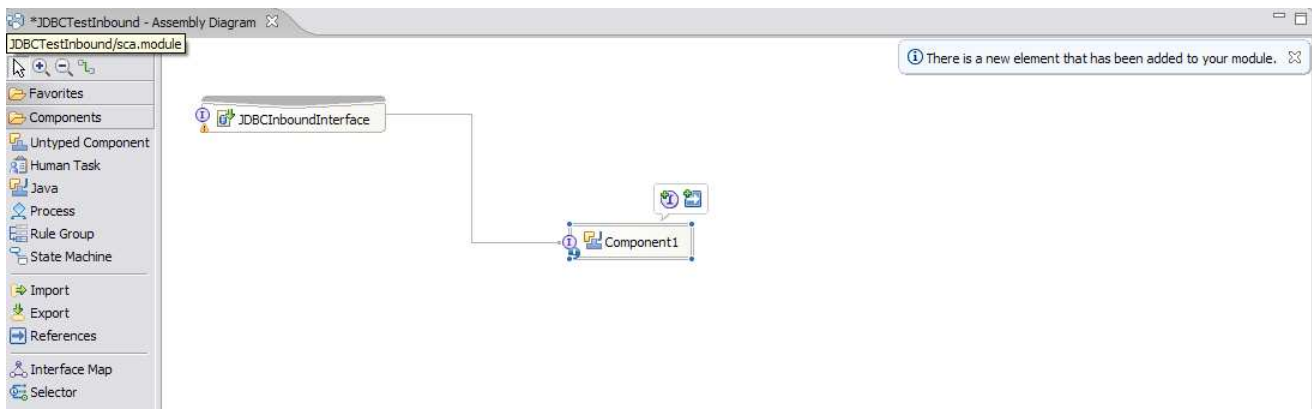 *JDBCTestInbound - Assembly Diagram
JDBCTestInbound/sca.module
There is a new element that has been added to your module.
Favorites
Components
Untyped Component
Human Task
Java
Process
Rule Group
State Machine
Import
Export
References
Interface Map
Selector
JDBCInboundInterface
Component1